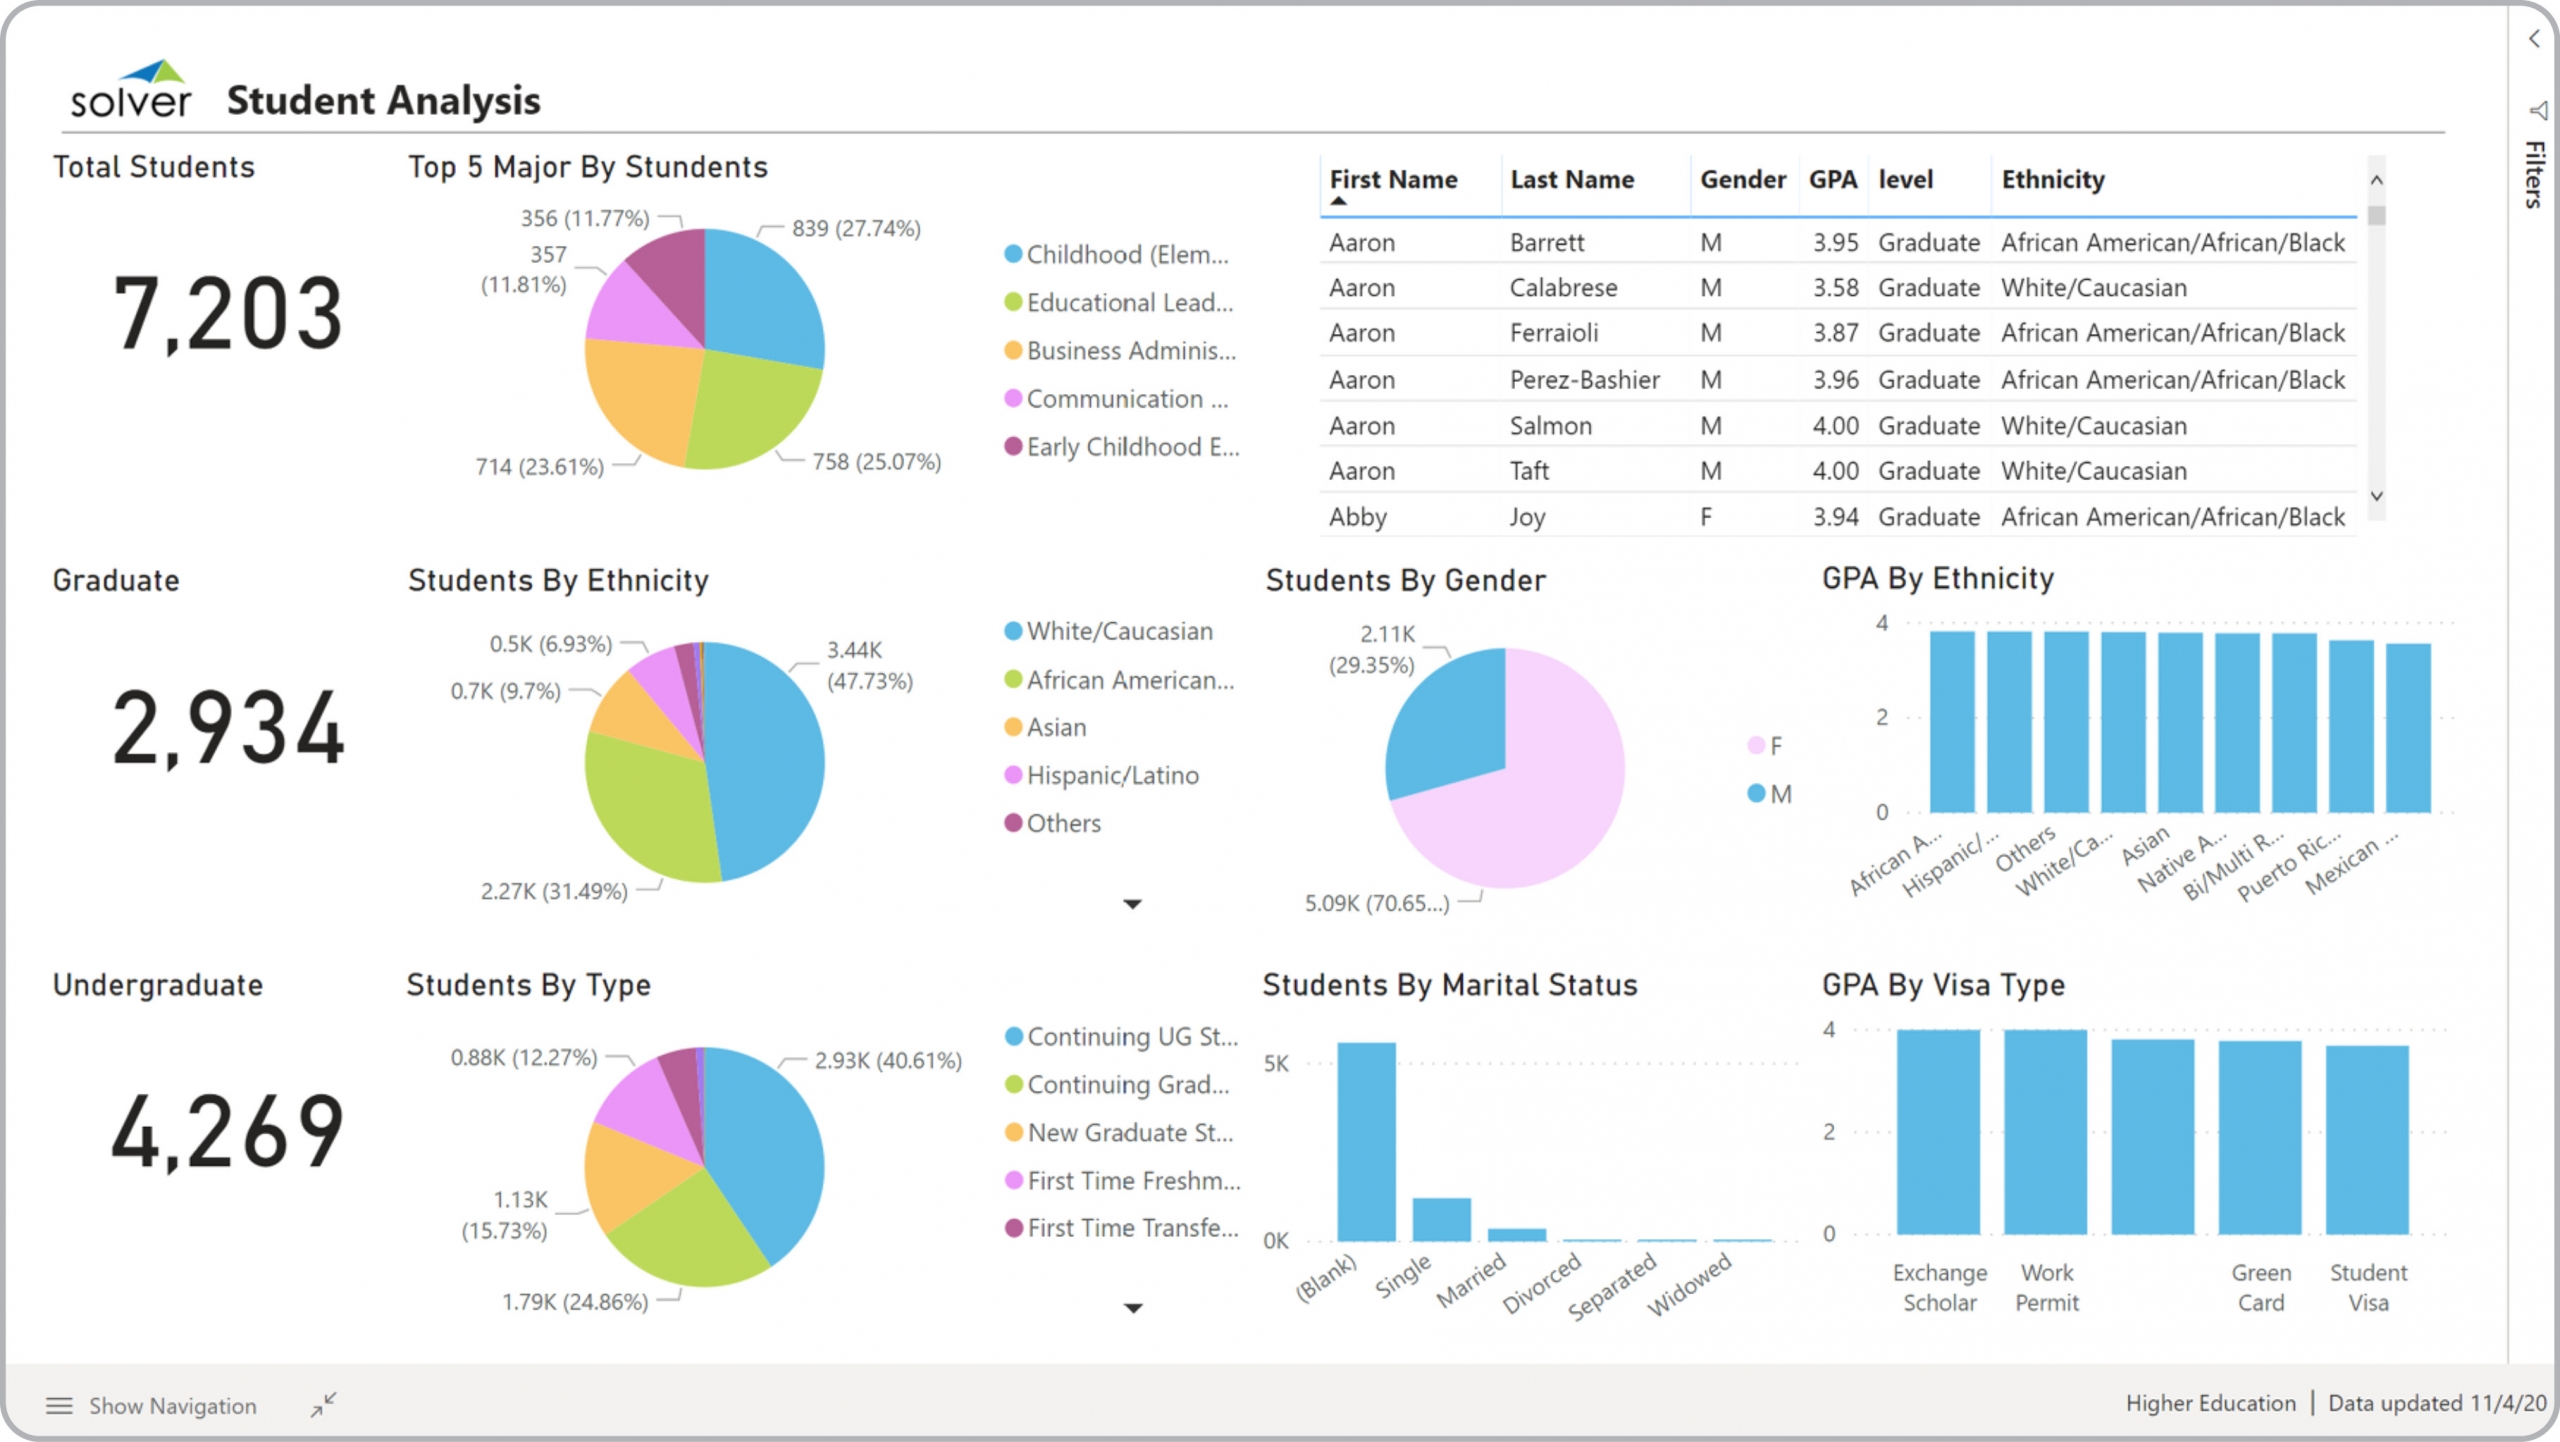 solver Student Analysis
Filters
Total Students
7,203
Top 5 Major By Stundents
356 (11.77%)
839 (27.74%)
357
(11.81%)
714 (23.61%)
758 (25.07%)
Childhood (Elem...
Educational Lead...
Business Adminis...
Communication ...
Early Childhood E...
First Name Last Name Gender GPA level Ethnicity
Aaron Barrett M 3.95 Graduate African American/African/Black
Aaron Calabrese M 3.58 Graduate White/Caucasian
Aaron Ferraioli M 3.87 Graduate African American/African/Black
Aaron Perez-Bashier M 3.96 Graduate African American/African/Black
Aaron Salmon M 4.00 Graduate White/Caucasian
Aaron Taft M 4.00 Graduate White/Caucasian
Abby Joy F 3.94 Graduate African American/African/Black
Graduate
2,934
Students By Ethnicity
0.5K (6.93%)
3.44K
(47.73%)
0.7K (9.7%)
2.27K (31.49%)
White/Caucasian
African American...
Asian
Hispanic/Latino
Others
Students By Gender
2.11K
(29.35%)
5.09K (70.65...)
F
M
GPA By Ethnicity
4
2
0
African A...
Hispanic/...
Others
White/Ca...
Asian
Native A...
Bi/Multi R...
Puerto Ric...
Mexican ...
Undergraduate
4,269
Students By Type
0.88K (12.27%)
2.93K (40.61%)
1.13K
(15.73%)
1.79K (24.86%)
Continuing UG St...
Continuing Grad...
New Graduate St...
First Time Freshm...
First Time Transfe...
Students By Marital Status
5K
0K
(Blank)
Single
Married
Divorced
Separated
Widowed
GPA By Visa Type
4
2
0
Exchange
Scholar
Work
Permit
Green
Card
Student
Visa
Show Navigation
Higher Education | Data updated 11/4/20